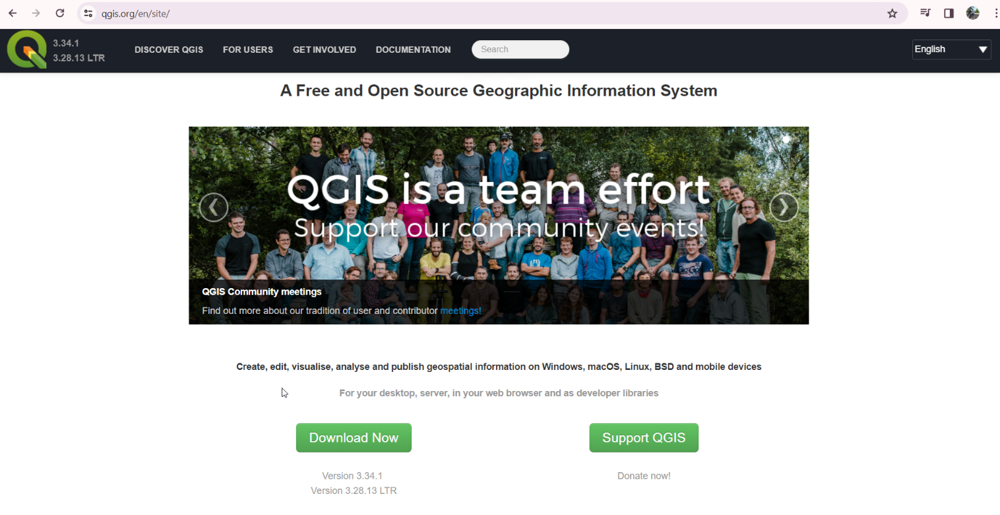 qgis.org/en/site/
3.34.1
3.28.13 LTR
DISCOVER QGIS FOR USERS GET INVOLVED DOCUMENTATION Search English
A Free and Open Source Geographic Information System
QGIS is a team effort
Support our community events!
QGIS Community meetings
Find out more about our tradition of user and contributor meetings!
Create, edit, visualise, analyse and publish geospatial information on Windows, macOS, Linux, BSD and mobile devices
For your desktop, server, in your web browser and as developer libraries
Download Now Support QGIS
Version 3.34.1 Donate now!
Version 3.28.13 LTR